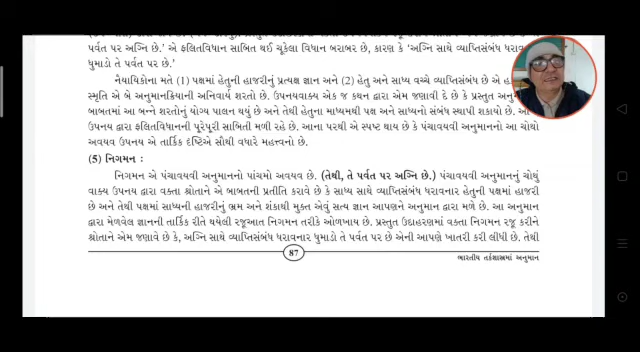 પર્વત પર અગ્નિ છે.' એ ફલિતવિધાન સાબિત થઈ ચૂકેલા વિધાન બરાબર છે, કારણ કે 'અગ્નિ સાથે વ્યાપ્તિસંબંધ ધરાવ
ધુમાડો તે પર્વત પર છે.'
નૈયાયિકોના મતે (1) પક્ષમાં હેતુની હાજરીનું પ્રત્યક્ષ જ્ઞાન અને (2) હેતુ અને સાધ્ય વચ્ચે વ્યાપ્તિસંબંધ છે એ હ
સ્મૃતિ એ બે અનુમાનક્રિયાની અનિવાર્ય શરતો છે. ઉપનયવાક્ય એક જ કથન દ્વારા એમ જણાવી દે છે કે પ્રસ્તુત અનુ
બાબતમાં આ બન્ને શરતોનું યોગ્ય પાલન થયું છે અને તેથી હેતુના માધ્યમથી પક્ષ અને સાધ્યનો સંબંધ સ્થાપી શકાયો છે.
ઉપનય દ્વારા ફલિતવિધાનની પૂરેપૂરી સાબિતી મળી રહે છે. આના પરથી એ સ્પષ્ટ થાય છે કે પંચાવયવી અનુમાનનો આ ચોથો
અવયવ ઉપનય એ તાર્કિક દૃષ્ટિએ સૌથી વધારે મહત્ત્વનો છે.
(5) નિગમન :
નિગમન એ પંચાવયવી અનુમાનનો પાંચમો અવયવ છે. (તેથી, તે પર્વત પર અગ્નિ છે.) પંચાવયવી અનુમાનનું ચોથું
વાક્ય ઉપનય દ્વારા વક્તા શ્રોતાને એ બાબતની પ્રતીતિ કરાવે છે કે સાધ્ય સાથે વ્યાપ્તિસંબંધ ધરાવનાર હેતુની પક્ષમાં હાજરી
છે અને તેથી પક્ષમાં સાધ્યની હાજરીનું ભ્રમ અને શંકાથી મુક્ત એવું સત્ય જ્ઞાન આપણને અનુમાન દ્વારા મળે છે. આ અનુમાન
દ્વારા મેળવેલ જ્ઞાનની તાર્કિક રીતે થયેલી રજૂઆત નિગમન તરીકે ઓળખાય છે. પ્રસ્તુત ઉદાહરણમાં વક્તા નિગમન રજૂ કરીને
શ્રોતાને એમ જણાવે છે કે, અગ્નિ સાથે વ્યાપ્તિસંબંધ ધરાવનાર ધુમાડો તે પર્વત પર છે એની આપણે ખાતરી કરી લીધી છે. તેથી
87
ભારતીય તર્કશાસ્ત્રમાં અનુમાન